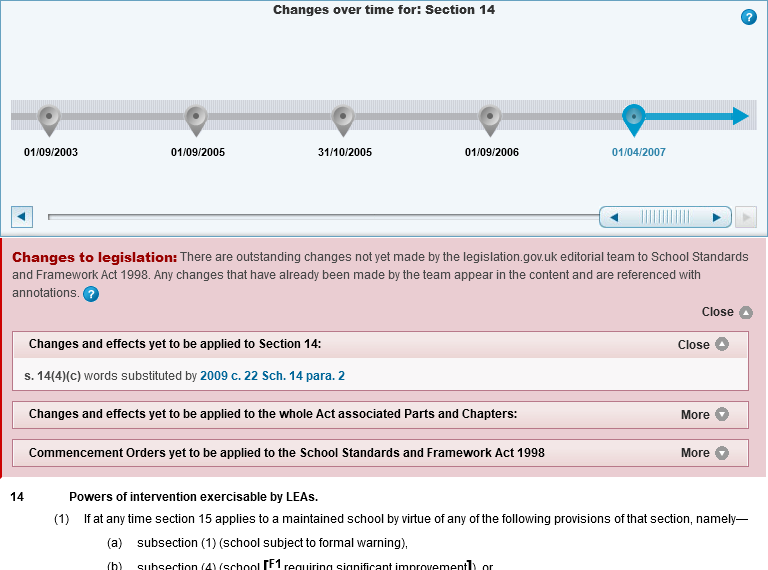 Changes over time for: Section 14
?
01/09/2003 01/09/2005 31/10/2005 01/09/2006 01/04/2007
Changes to legislation: There are outstanding changes not yet made by the legislation.gov.uk editorial team to School Standards
and Framework Act 1998. Any changes that have already been made by the team appear in the content and are referenced with
annotations. ?
Close
Changes and effects yet to be applied to Section 14: Close
s. 14(4)(c) words substituted by 2009 c. 22 Sch. 14 para. 2
Changes and effects yet to be applied to the whole Act associated Parts and Chapters: More
Commencement Orders yet to be applied to the School Standards and Framework Act 1998 More
14 Powers of intervention exercisable by LEAs.
(1) If at any time section 15 applies to a maintained school by virtue of any of the following provisions of that section, namely—
(a) subsection (1) (school subject to formal warning),
(b) subsection (4) (school [F1 requiring significant improvement]), or